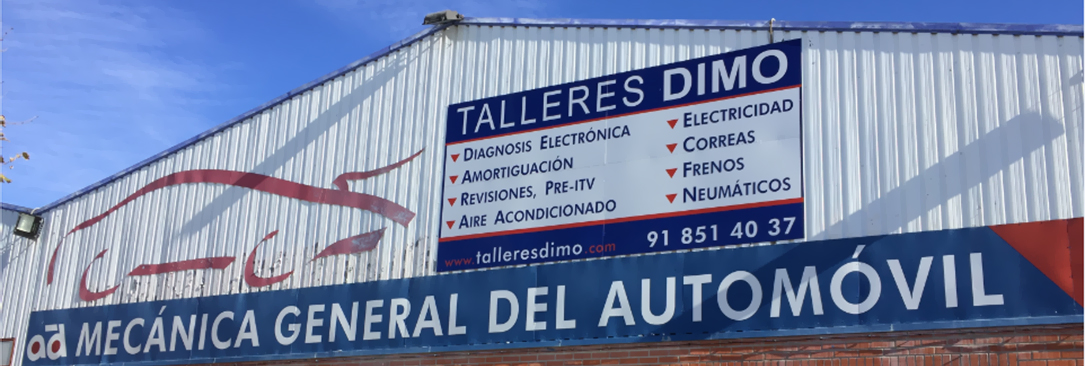 TALLERES DIMO
DIAGNOSIS ELECTRÓNICA
AMORTIGUACIÓN
REVISIONES, PRE-ITV
AIRE ACONDICIONADO
ELECTRICIDAD
CORREAS
FRENOS
NEUMÁTICOS
www.talleresdimo.com
91 851 40 37
ad MECÁNICA GENERAL DEL AUTOMÓVIL